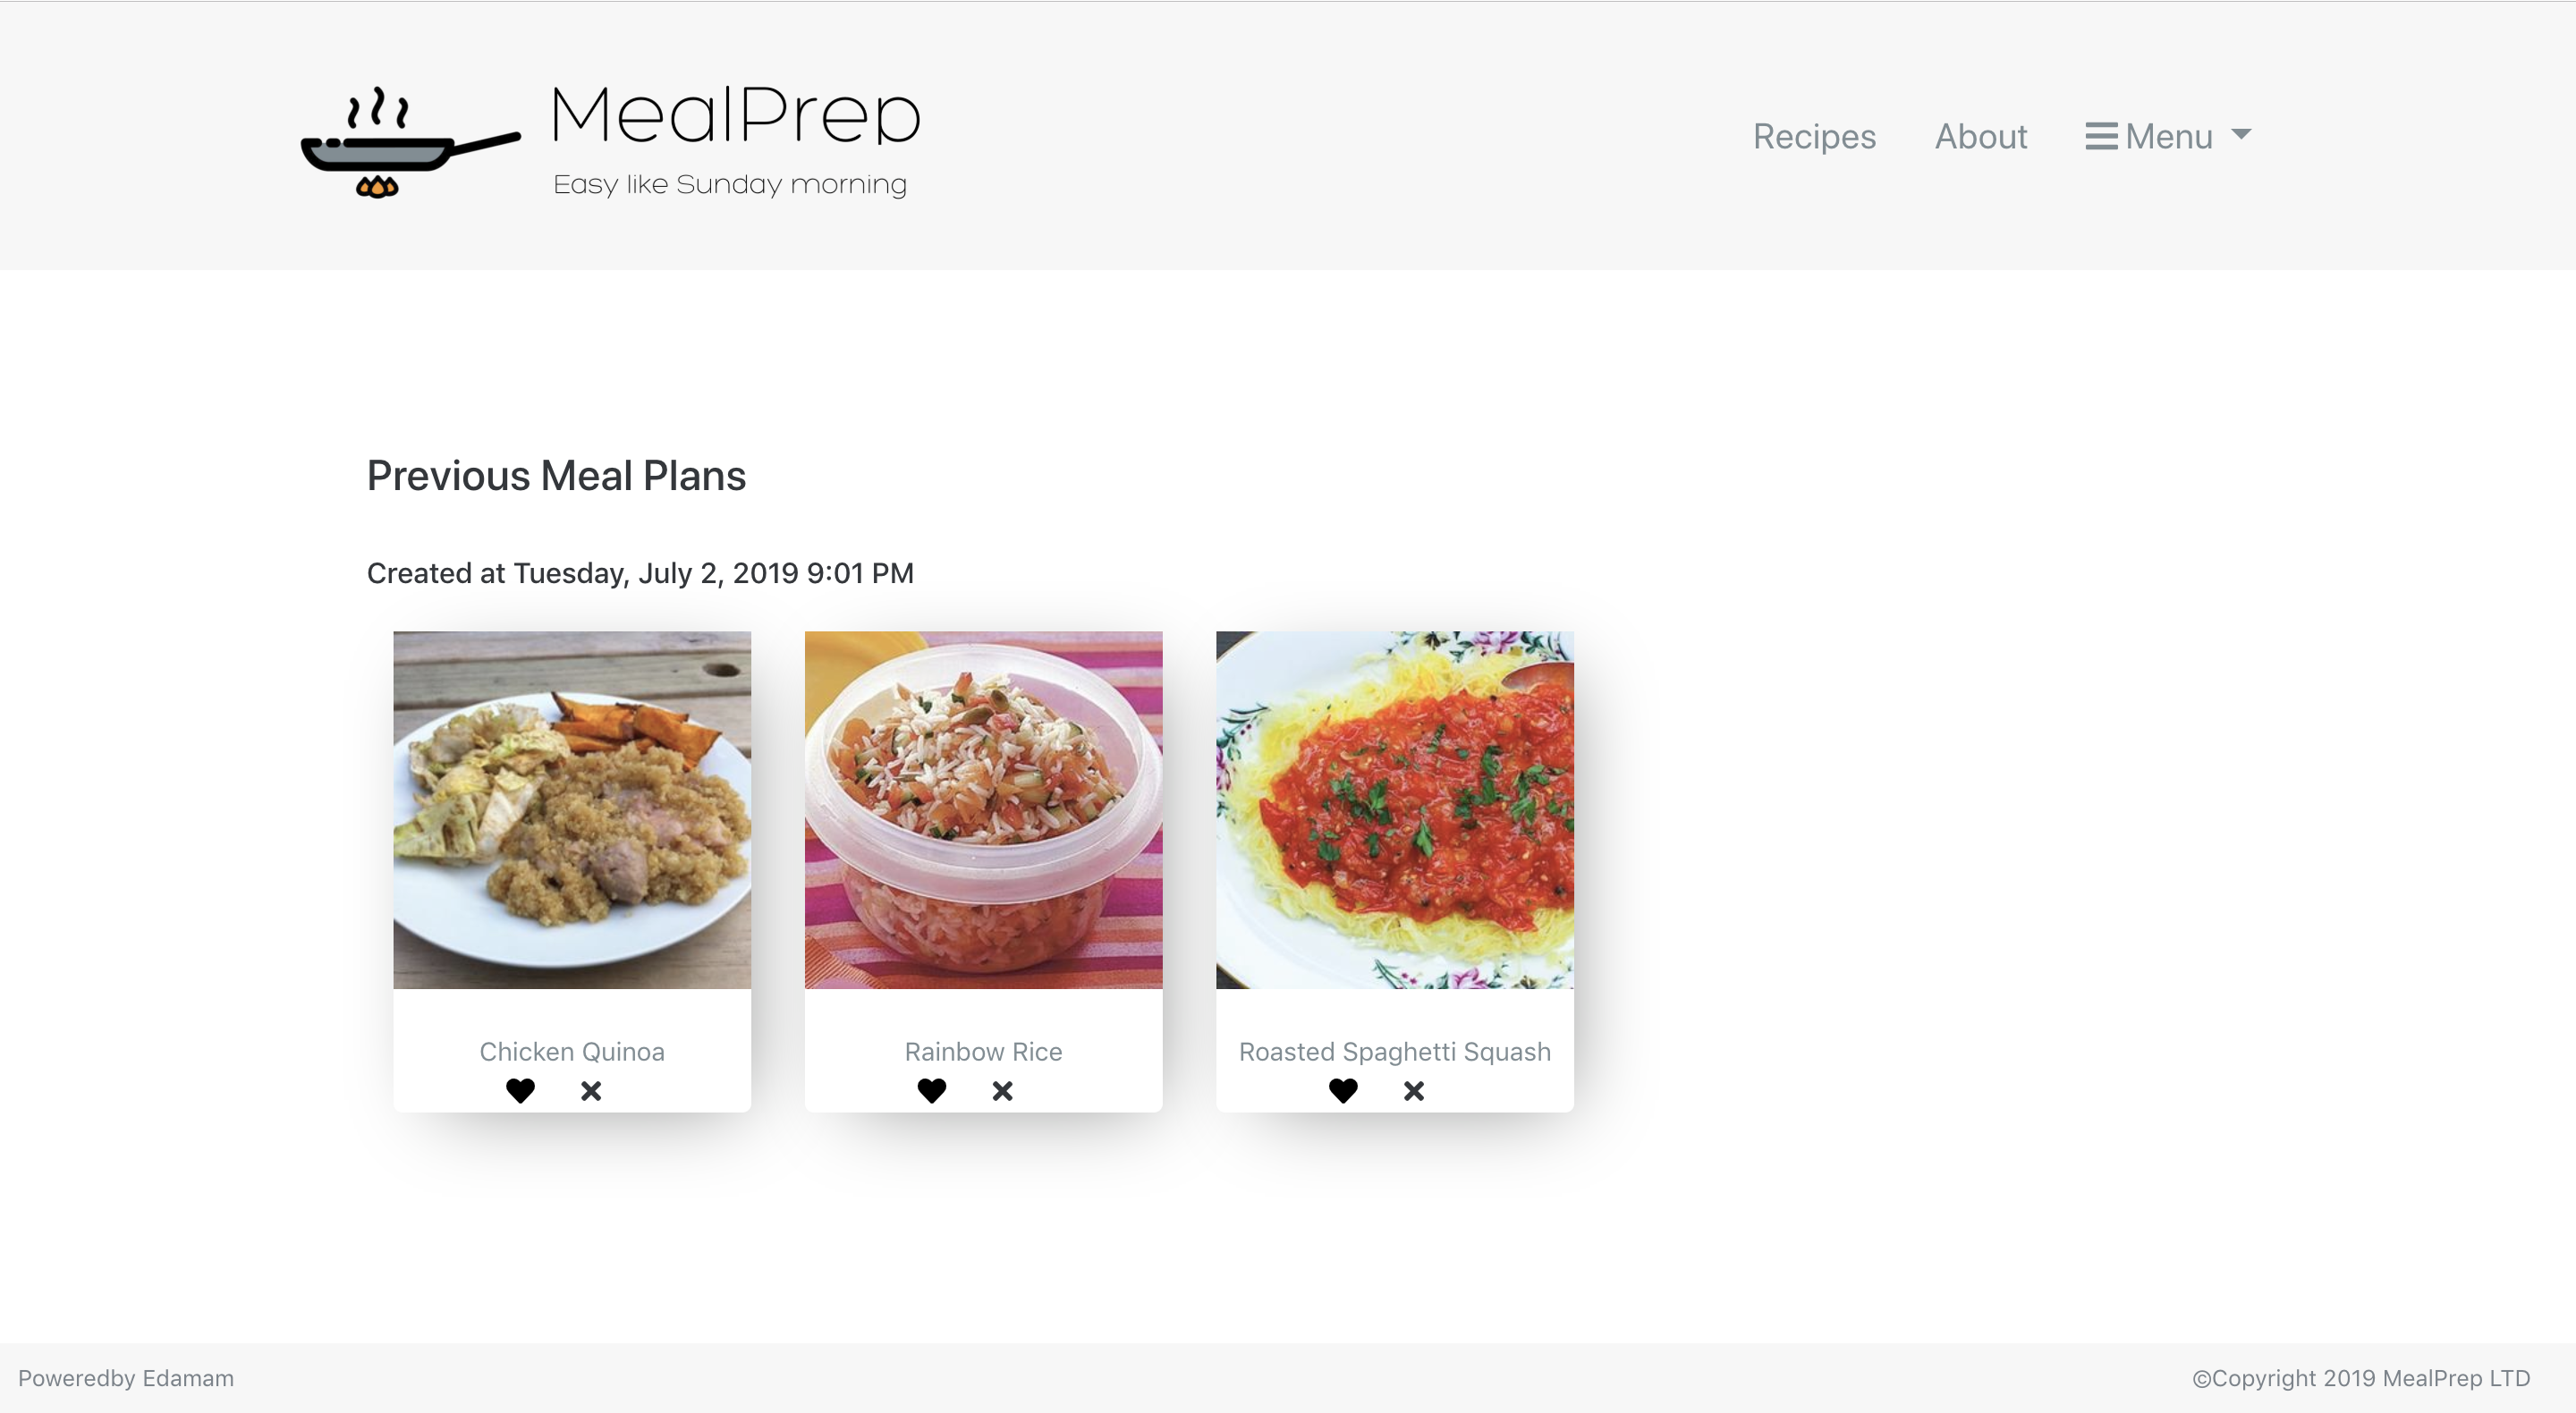 MealPrep
Easy like Sunday morning
Recipes
About
Menu
Previous Meal Plans
Created at Tuesday, July 2, 2019 9:01 PM
Chicken Quinoa
Rainbow Rice
Roasted Spaghetti Squash
Poweredby Edamam
©Copyright 2019 MealPrep LTD